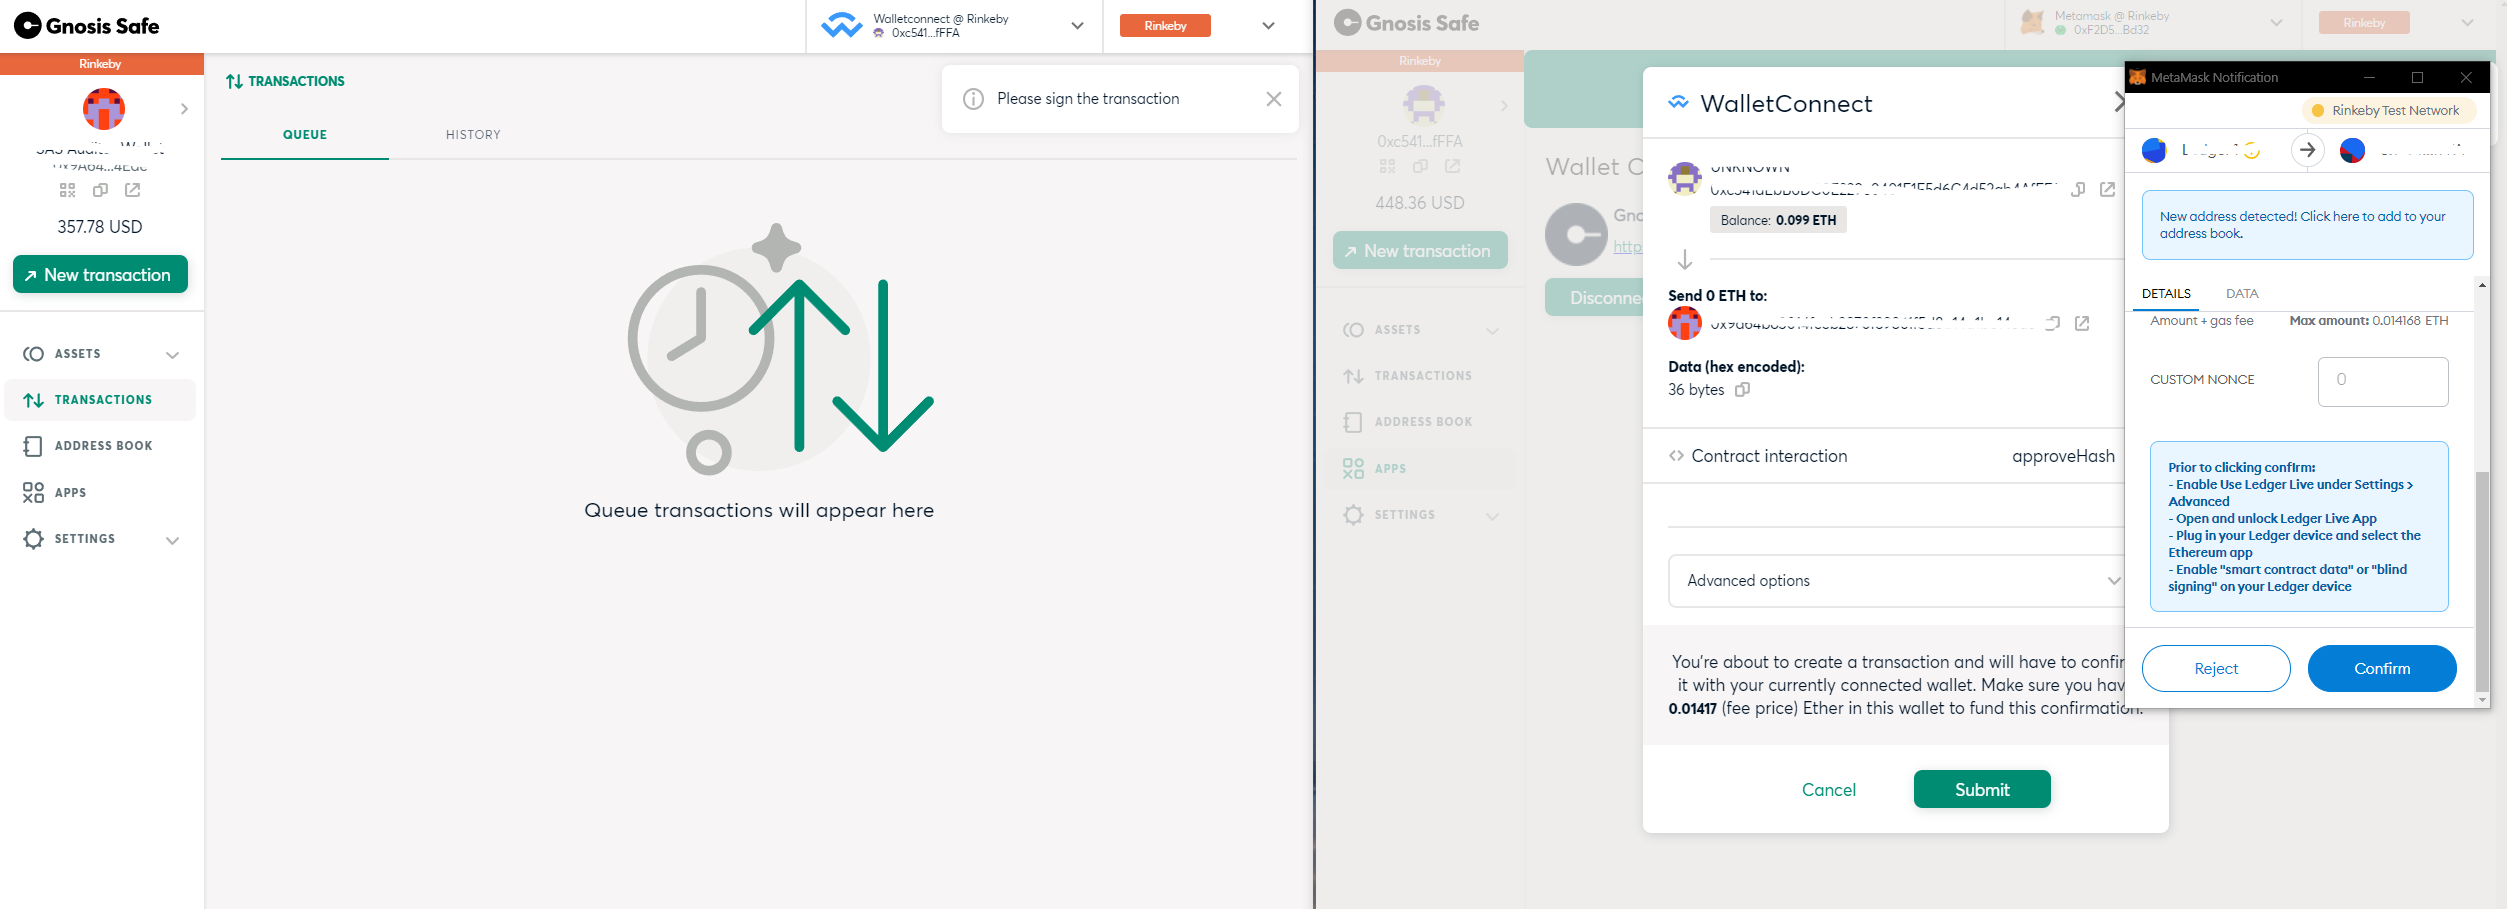 Gnosis Safe
Walletconnect @ Rinkeby
0xc541...fFFA
Rinkeby
Rinkeby
357.78 USD
New transaction
ASSETS
TRANSACTIONS
ADDRESS BOOK
APPS
SETTINGS
TRANSACTIONS
Please sign the transaction
QUEUE
HISTORY
Queue transactions will appear here
Gnosis Safe
Metamask @ Rinkeby
0xF2D5...Bd32
Rinkeby
Rinkeby
0xc541...fFFA
448.36 USD
New transaction
ASSETS
TRANSACTIONS
ADDRESS BOOK
APPS
SETTINGS
Wallet C
Gno
http
Disconne
WalletConnect
UNKNOWN
Balance: 0.099 ETH
Send 0 ETH to:
Data (hex encoded):
36 bytes
Contract interaction
approveHash
Advanced options
You're about to create a transaction and will have to confir
it with your currently connected wallet. Make sure you hav
0.01417 (fee price) Ether in this wallet to fund this confirmation.
Cancel
Submit
MetaMask Notification
Rinkeby Test Network
New address detected! Click here to add to your
address book.
DETAILS
DATA
Amount + gas fee
Max amount: 0.014168 ETH
CUSTOM NONCE
0
Prior to clicking confirm:
- Enable Use Ledger Live under Settings >
Advanced
- Open and unlock Ledger Live App
- Plug in your Ledger device and select the
Ethereum app
- Enable "smart contract data" or "blind
signing" on your Ledger device
Reject
Confirm